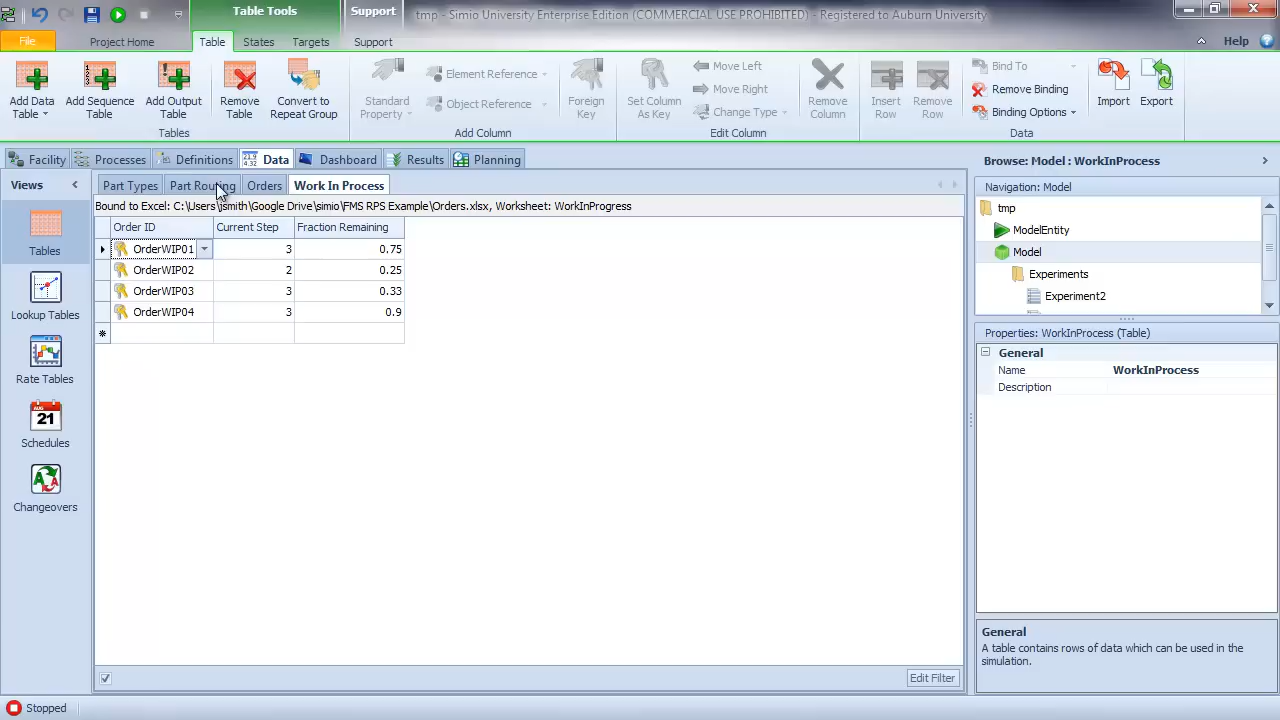 Table Tools
Support
tmp - Simio University Enterprise Edition (COMMERCIAL USE PROHIBITED) - Registered to Auburn University
File
Project Home
Table
States
Targets
Support
Help
Add Data Table
Add Sequence Table
Add Output Table
Remove Table
Convert to Repeat Group
Tables
Standard Property
Element Reference
Object Reference
Foreign Key
Add Column
Set Column As Key
Move Left
Move Right
Change Type
Remove Column
Edit Column
Insert Row
Remove Row
Bind To
Remove Binding
Binding Options
Import
Export
Data
Facility
Processes
Definitions
Data
Dashboard
Results
Planning
Browse: Model : WorkInProcess
Views
Tables
Lookup Tables
Rate Tables
AUG
21
Schedules
Changeovers
Part Types
Part Routing
Orders
Work In Process
Bound to Excel: C:\Users\jsmith\Google Drive\simio\FMS RPS Example\Orders.xlsx, Worksheet: WorkInProgress
Order ID Current Step Fraction Remaining
OrderWIP01 3 0.75
OrderWIP02 2 0.25
OrderWIP03 3 0.33
OrderWIP04 3 0.9
Edit Filter
Navigation: Model
tmp
ModelEntity
Model
Experiments
Experiment2
Properties: WorkInProcess (Table)
General
Name WorkInProcess
Description
General
A table contains rows of data which can be used in the
simulation.
Stopped